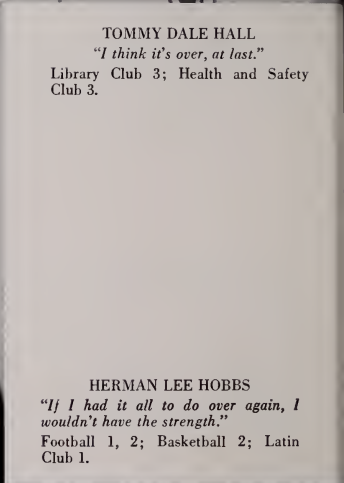 TOMMY DALE HALL
"I think it's over, at last."
Library Club 3; Health and Safety
Club 3.
HERMAN LEE HOBBS
"If I had it all to do over again, I
wouldn't have the strength."
Football 1, 2; Basketball 2; Latin
Club 1.